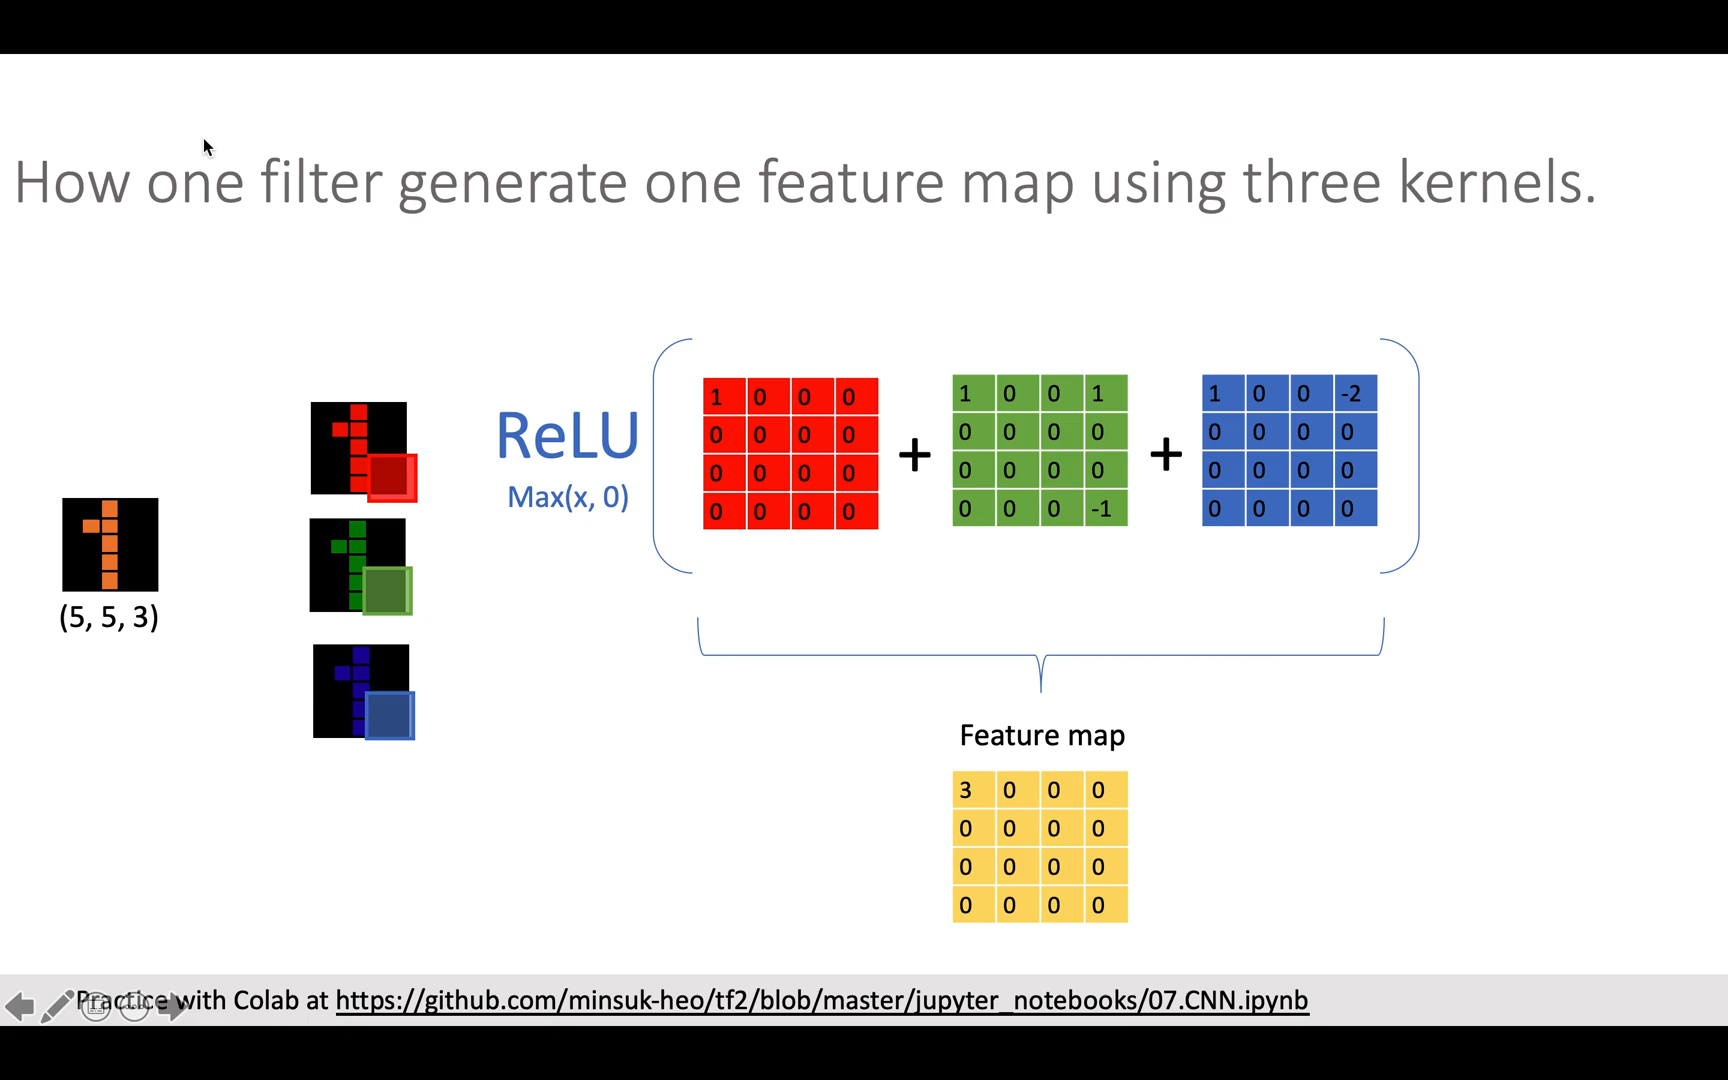 How one filter generate one feature map using three kernels.
(5, 5, 3)
ReLU
Max(x, 0)
1 0 0 0
0 0 0 0
0 0 0 0
0 0 0 0
+
1 0 0 1
0 0 0 0
0 0 0 0
0 0 0 -1
+
1 0 0 -2
0 0 0 0
0 0 0 0
0 0 0 0
Feature map
3 0 0 0
0 0 0 0
0 0 0 0
0 0 0 0
Practice with Colab at https://github.com/minsuk-heo/tf2/blob/master/jupyter_notebooks/07.CNN.ipynb